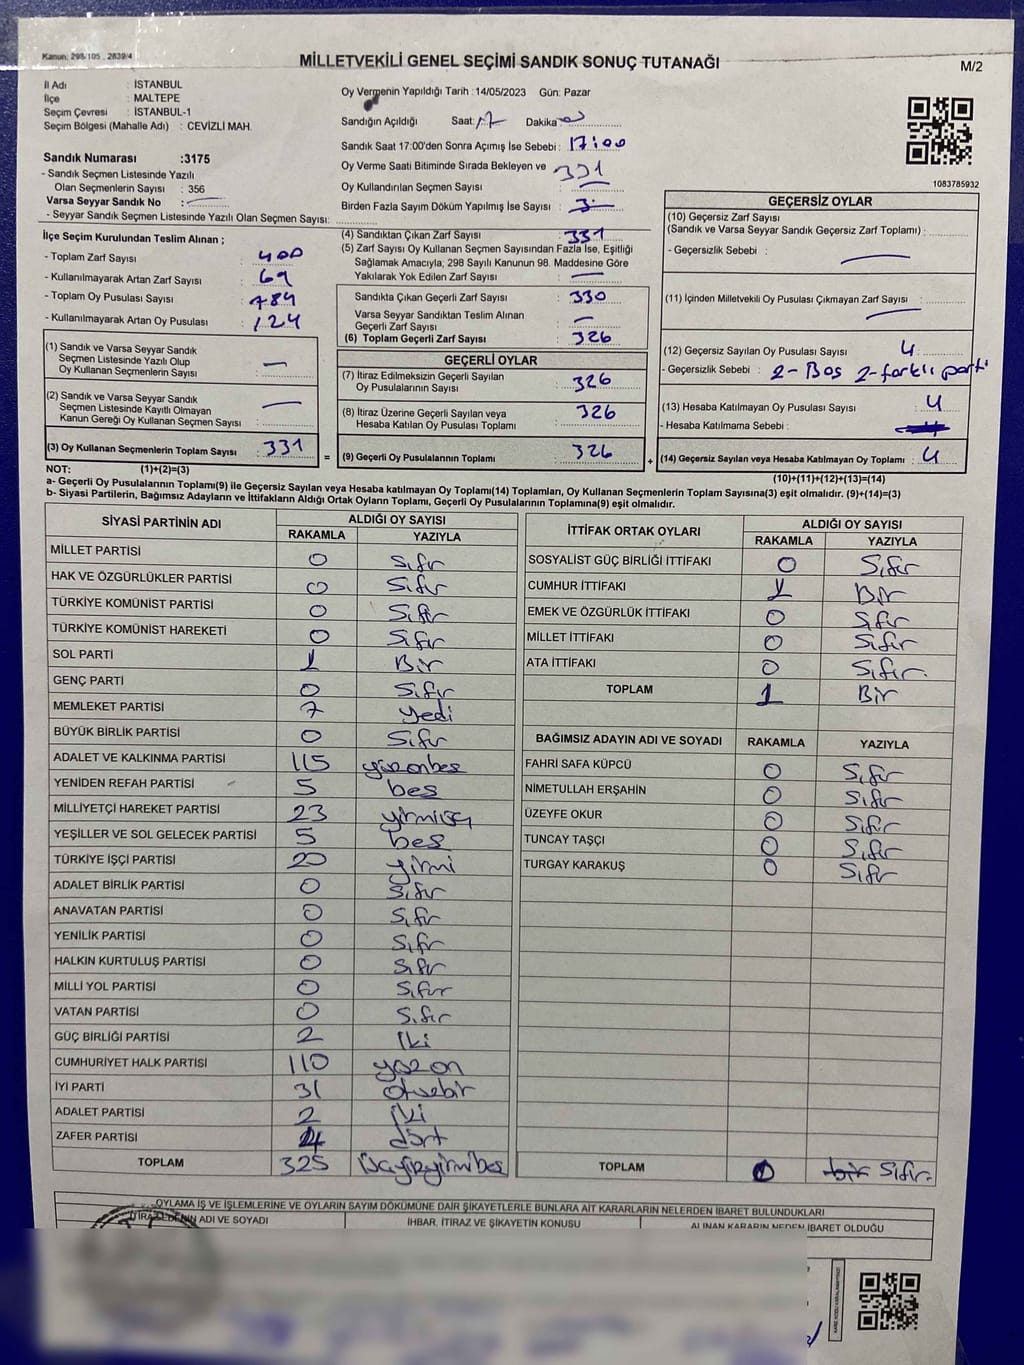 Kanun: 298/105 , 2839/4
MİLLETVEKİLİ GENEL SEÇİMİ SANDIK SONUÇ TUTANAĞI
M/2
İl Adı : İSTANBUL
İlçe : MALTEPE
Seçim Çevresi : İSTANBUL-1
Seçim Bölgesi (Mahalle Adı) : CEVİZLİ MAH.
Oy Vermenin Yapıldığı Tarih :14/05/2023 Gün: Pazar
Sandığın Açıldığı Saat: 17 Dakika
Sandık Saat 17:00'den Sonra Açımış İse Sebebi : 17:00
Oy Verme Saati Bitiminde Sırada Bekleyen ve
Oy Kullandırılan Seçmen Sayısı : 331
Birden Fazla Sayım Döküm Yapılmış İse Sayısı :
1083785932
Sandık Numarası :3175
- Sandık Seçmen Listesinde Yazılı
Olan Seçmenlerin Sayısı : 356
Varsa Seyyar Sandık No :
- Seyyar Sandık Seçmen Listesinde Yazılı Olan Seçmen Sayısı:
İlçe Seçim Kurulundan Teslim Alınan ;
- Toplam Zarf Sayısı : 400
- Kullanılmayarak Artan Zarf Sayısı : 69
- Toplam Oy Pusulası Sayısı : 784
- Kullanılmayarak Artan Oy Pusulası : 124
(4) Sandıktan Çıkan Zarf Sayısı : 331
(5) Zarf Sayısı Oy Kullanan Seçmen Sayısından Fazla İse, Eşitliği
Sağlamak Amacıyla; 298 Sayılı Kanunun 98. Maddesine Göre
Yakılarak Yok Edilen Zarf Sayısı :
Sandıkta Çıkan Geçerli Zarf Sayısı : 330
Varsa Seyyar Sandıktan Teslim Alınan
Geçerli Zarf Sayısı :
(6) Toplam Geçerli Zarf Sayısı : 326
GEÇERSİZ OYLAR
(10) Geçersiz Zarf Sayısı
(Sandık ve Varsa Seyyar Sandık Geçersiz Zarf Toplamı) :
- Geçersizlik Sebebi :
(11) İçinden Milletvekili Oy Pusulası Çıkmayan Zarf Sayısı :
(12) Geçersiz Sayılan Oy Pusulası Sayısı : 4
- Geçersizlik Sebebi : 2-Boş 2-farklı parti
(13) Hesaba Katılmayan Oy Pusulası Sayısı : 4
- Hesaba Katılmama Sebebi :
(14) Geçersiz Sayılan veya Hesaba Katılmayan Oy Toplamı : 4
(10)+(11)+(12)+(13)=(14)
(1) Sandık ve Varsa Seyyar Sandık
Seçmen Listesinde Yazılı Olup
Oy Kullanan Seçmenlerin Sayısı :
(2) Sandık ve Varsa Seyyar Sandık
Seçmen Listesinde Kayıtlı Olmayan
Kanun Gereği Oy Kullanan Seçmen Sayısı :
(3) Oy Kullanan Seçmenlerin Toplam Sayısı : 331
GEÇERLİ OYLAR
(7) İtiraz Edilmeksizin Geçerli Sayılan
Oy Pusulalarının Sayısı : 326
(8) İtiraz Üzerine Geçerli Sayılan veya
Hesaba Katılan Oy Pusulası Toplamı : 326
= (9) Geçerli Oy Pusulalarının Toplamı : 326 +
NOT: (1)+(2)=(3)
a- Geçerli Oy Pusulalarının Toplamı(9) ile Geçersiz Sayılan veya Hesaba katılmayan Oy Toplamı(14) Toplamları, Oy Kullanan Seçmenlerin Toplam Sayısına(3) eşit olmalıdır. (9)+(14)=(3)
b- Siyasi Partilerin, Bağımsız Adayların ve İttifakların Aldığı Ortak Oyların Toplamı, Geçerli Oy Pusulalarının Toplamına(9) eşit olmalıdır.
SİYASİ PARTİNİN ADI ALDIĞI OY SAYISI
RAKAMLA YAZIYLA
MİLLET PARTİSİ 0 Sıfır
HAK VE ÖZGÜRLÜKLER PARTİSİ 0 Sıfır
TÜRKİYE KOMÜNİST PARTİSİ 0 Sıfır
TÜRKİYE KOMÜNİST HAREKETİ 0 Sıfır
SOL PARTİ 1 Bir
GENÇ PARTİ 0 Sıfır
MEMLEKET PARTİSİ 7 yedi
BÜYÜK BİRLİK PARTİSİ 0 Sıfır
ADALET VE KALKINMA PARTİSİ 115 yüzonbeş
YENİDEN REFAH PARTİSİ 5 beş
MİLLİYETÇİ HAREKET PARTİSİ 23 yirmiüç
YEŞİLLER VE SOL GELECEK PARTİSİ 5 beş
TÜRKİYE İŞÇİ PARTİSİ 20 yirmi
ADALET BİRLİK PARTİSİ 0 Sıfır
ANAVATAN PARTİSİ 0 Sıfır
YENİLİK PARTİSİ 0 Sıfır
HALKIN KURTULUŞ PARTİSİ 0 Sıfır
MİLLİ YOL PARTİSİ 0 Sıfır
VATAN PARTİSİ 0 Sıfır
GÜÇ BİRLİĞİ PARTİSİ 2 İki
CUMHURİYET HALK PARTİSİ 110 yüzon
İYİ PARTİ 31 otuzbir
ADALET PARTİSİ 2 İki
ZAFER PARTİSİ 4 dört
TOPLAM 325 üçyüzyirmibeş
İTTİFAK ORTAK OYLARI ALDIĞI OY SAYISI
RAKAMLA YAZIYLA
SOSYALİST GÜÇ BİRLİĞİ İTTİFAKI 0 Sıfır
CUMHUR İTTİFAKI 1 Bir
EMEK VE ÖZGÜRLÜK İTTİFAKI 0 Sıfır
MİLLET İTTİFAKI 0 Sıfır
ATA İTTİFAKI 0 Sıfır.
TOPLAM 1 Bir
BAĞIMSIZ ADAYIN ADI VE SOYADI RAKAMLA YAZIYLA
FAHRİ SAFA KÜPCÜ 0 Sıfır
NİMETULLAH ERŞAHİN 0 Sıfır
ÜZEYFE OKUR 0 Sıfır
TUNCAY TAŞÇI 0 Sıfır
TURGAY KARAKUŞ 0 Sıfır
TOPLAM 0 bir Sıfır.
OYLAMA İŞ VE İŞLEMLERİNE VE OYLARIN SAYIM DÖKÜMÜNE DAİR ŞİKAYETLERLE BUNLARA AİT KARARLARIN NELERDEN İBARET BULUNDUKLARI
İTİRAZ EDENİN ADI VE SOYADI İHBAR, İTİRAZ VE ŞİKAYETİN KONUSU ALINAN KARARIN NEDEN İBARET OLDUĞU